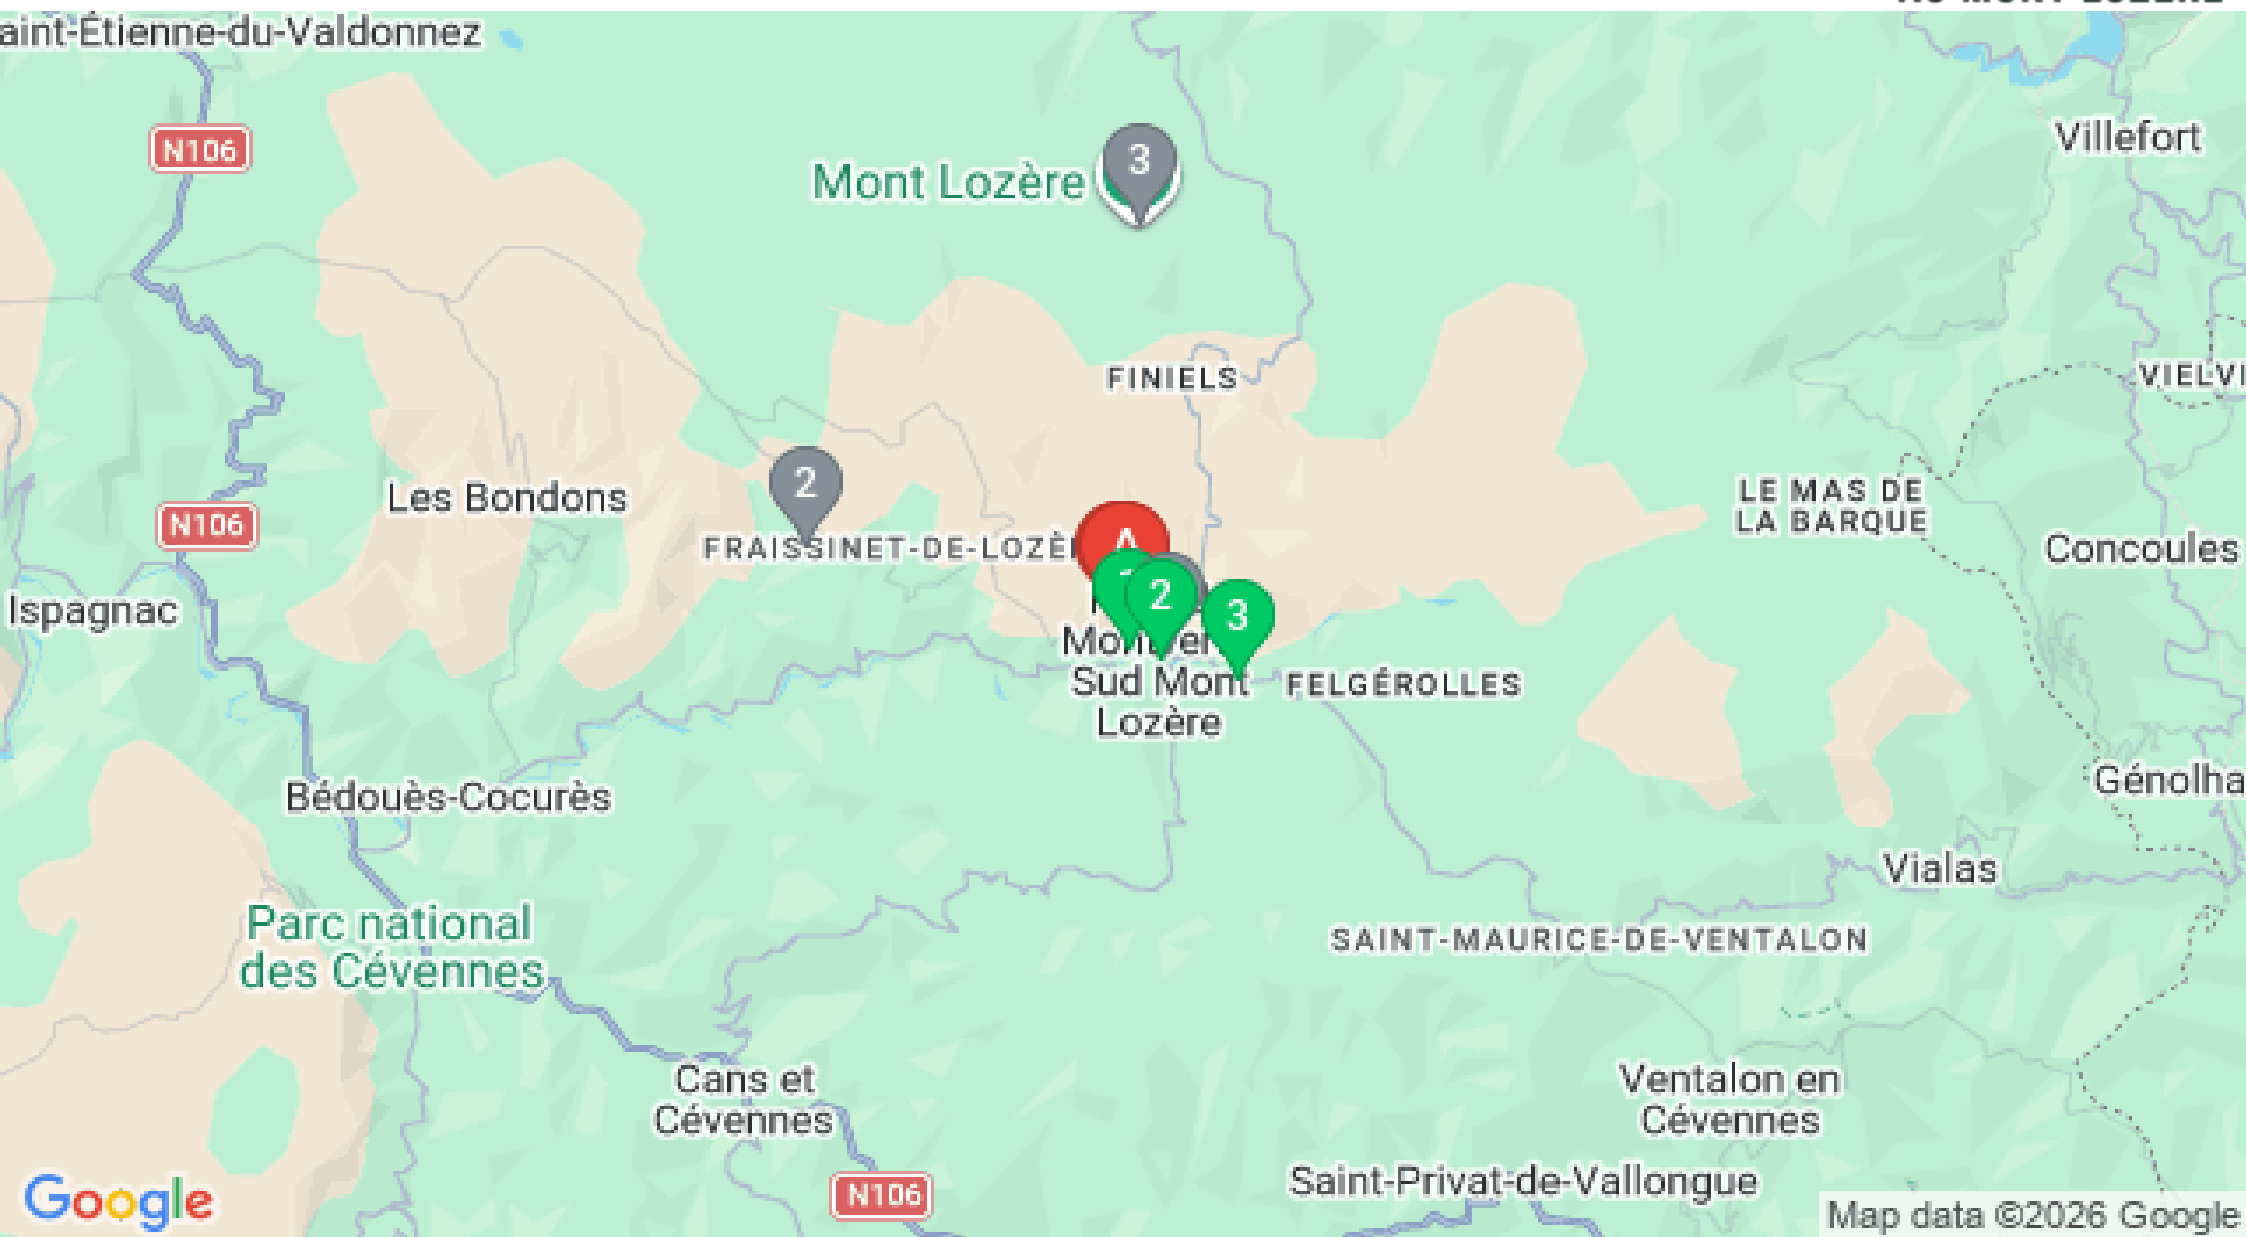 aint-Étienne-du-Valdonnez
N106
Mont Lozère
3
Villefort
FINIELS
VIELVI
2
Les Bondons
N106
FRAISSINET-DE-LOZÈ
A
LE MAS DE
LA BARQUE
Concoules
Ispagnac
2
3
Sud Mont
Lozère
FELGÉROLLES
Bédouès-Cocurès
Génolha
Vialas
Parc national
des Cévennes
SAINT-MAURICE-DE-VENTALON
Cans et
Cévennes
Ventalon en
Cévennes
N106
Saint-Privat-de-Vallongue
Google
Map data ©2026 Google